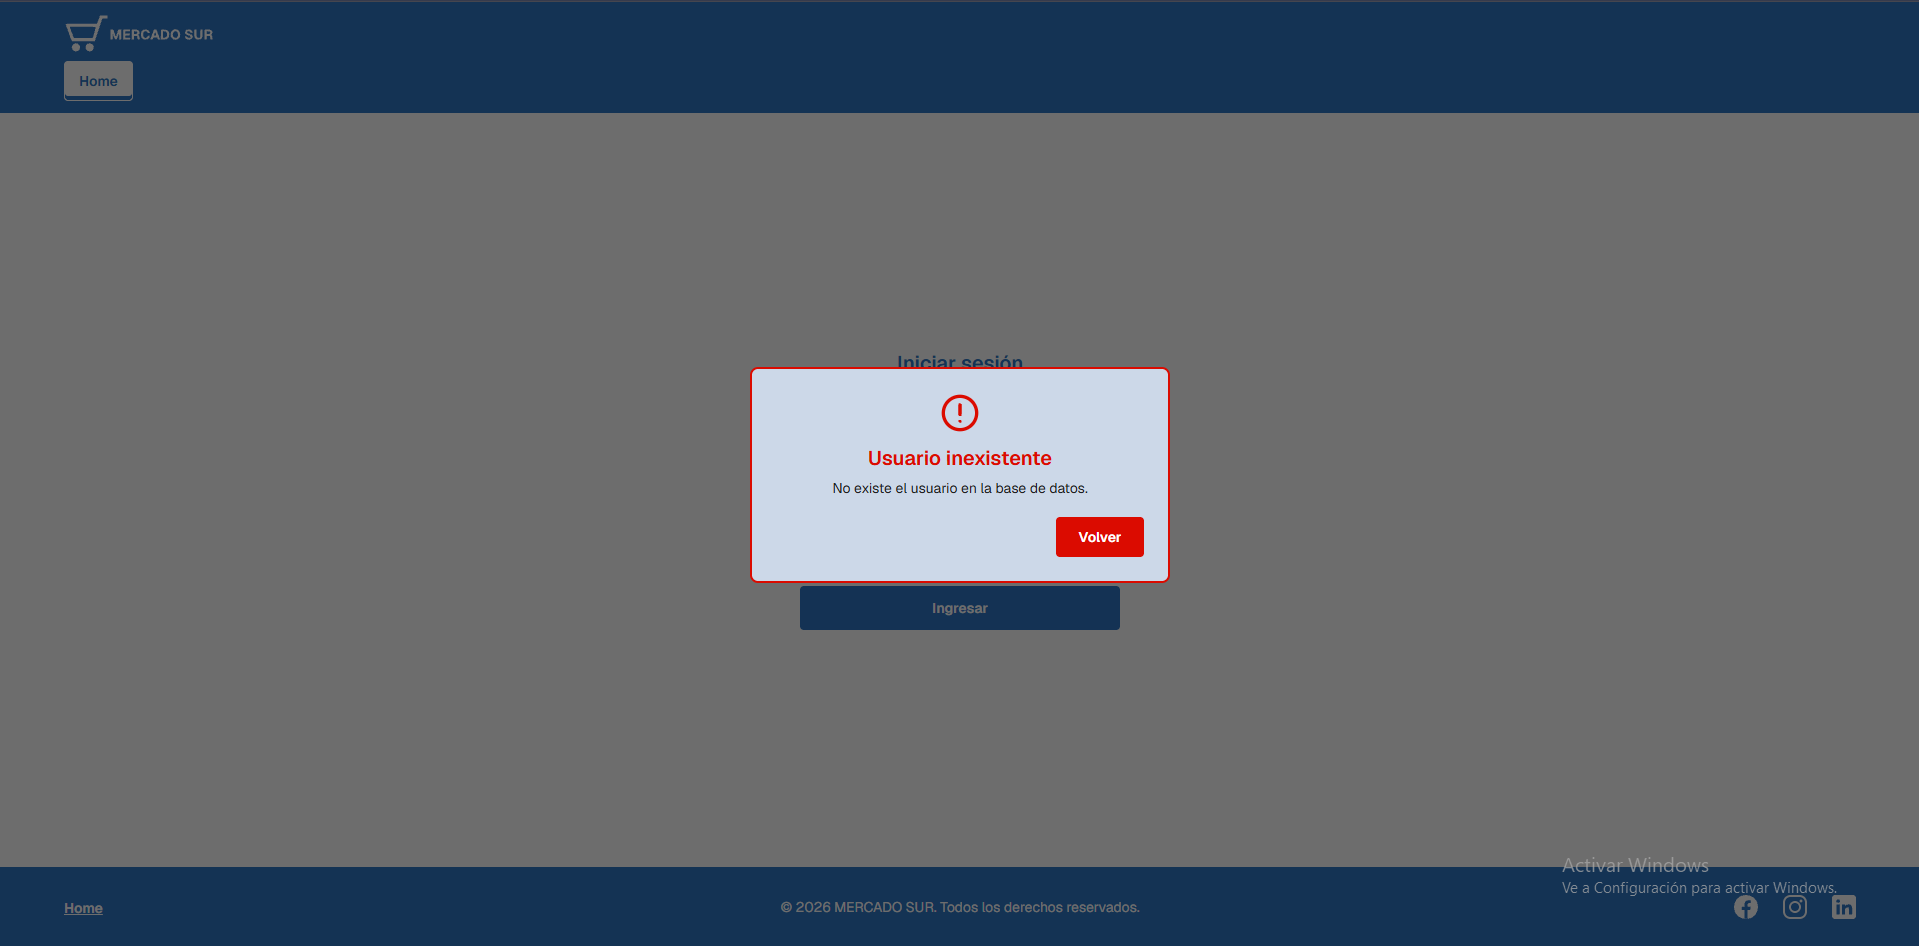 MERCADO SUR
Home
Iniciar sesión
Usuario inexistente
No existe el usuario en la base de datos.
Volver
Ingresar
Activar Windows
Ve a Configuración para activar Windows.
Home
© 2026 MERCADO SUR. Todos los derechos reservados.